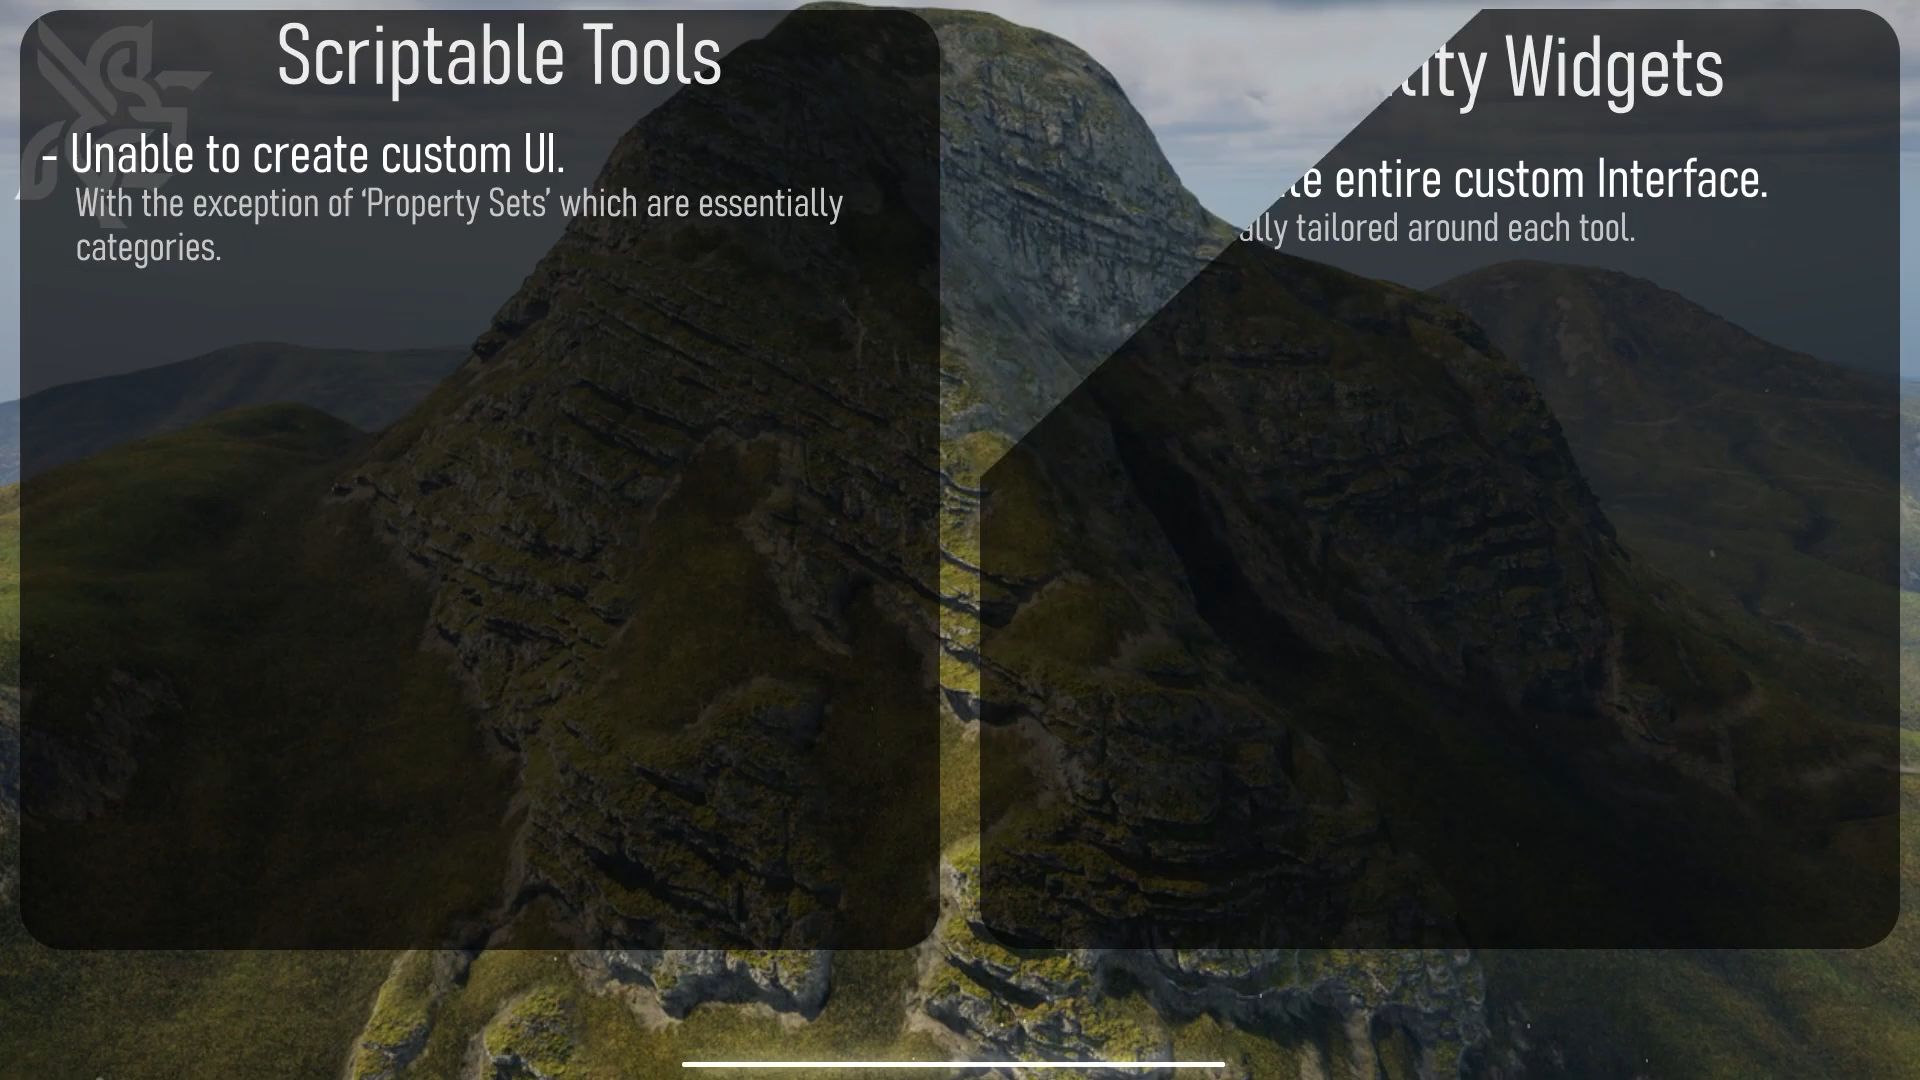 Scriptable Tools
- Unable to create custom UI.
With the exception of ‘Property Sets’ which are essentially
categories.
Widgets
entire custom Interface.
tailored around each tool.